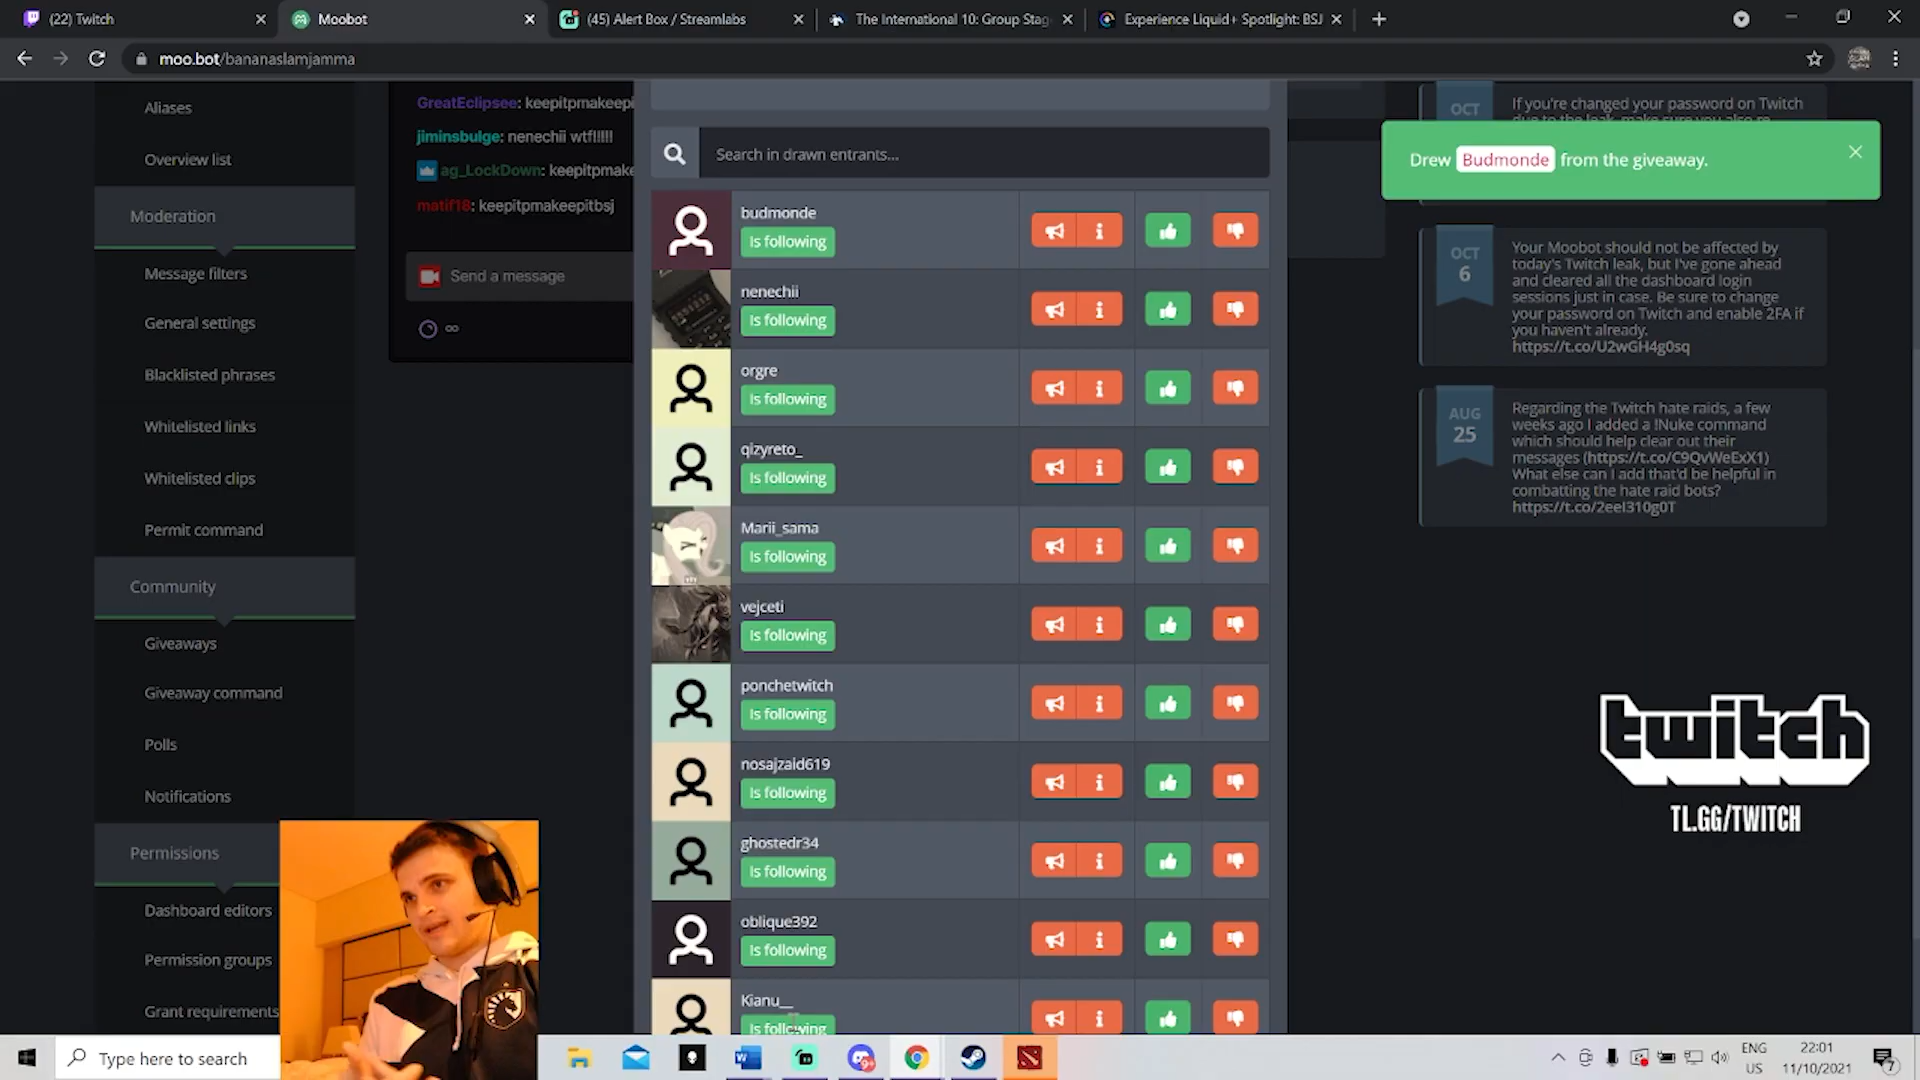 (22) Twitch
Moobot
(45) Alert Box / Streamlabs
The International 10: Group Stag
Experience Liquid+ Spotlight: BSJ
moo.bot/bananaslamjamma
Aliases
Overview list
Moderation
Message filters
General settings
Blacklisted phrases
Whitelisted links
Whitelisted clips
Permit command
Community
Giveaways
Giveaway command
Polls
Notifications
Permissions
Dashboard editors
Permission groups
Grant requirements
GreatEclipsee: keepitpmakeepi
jiminsbulge: nenechii wtf!!!!!
ag_LockDown: keepitpmake
matif18: keepitpmakeepitbsj
Send a message
∞
Search in drawn entrants...
budmonde
Is following
nenechii
Is following
orgre
Is following
qizyreto_
Is following
Marii_sama
Is following
vejceti
Is following
ponchetwitch
Is following
nosajzaid619
Is following
ghostedr34
Is following
oblique392
Is following
Kianu__
Is following
Drew Budmonde from the giveaway.
OCT
If you're changed your password on Twitch
OCT
6
Your Moobot should not be affected by
today's Twitch leak, but I've gone ahead
and cleared all the dashboard login
sessions just in case. Be sure to change
your password on Twitch and enable 2FA if
you haven't already.
https://t.co/U2wGH4g0sq
AUG
25
Regarding the Twitch hate raids, a few
weeks ago I added a !Nuke command
which should help clear out their
messages (https://t.co/C9QvWeExX1)
What else can I add that'd be helpful in
combatting the hate raid bots?
https://t.co/2eeI310g0T
twitch
TL.GG/TWITCH
Type here to search
ENG
US
22:01
11/10/2021
7